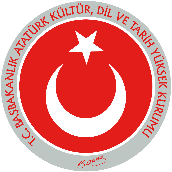 T.C. BAŞBAKANLIK ATATÜRK KÜLTÜR, DİL VE TARİH YÜKSEK KURUMU